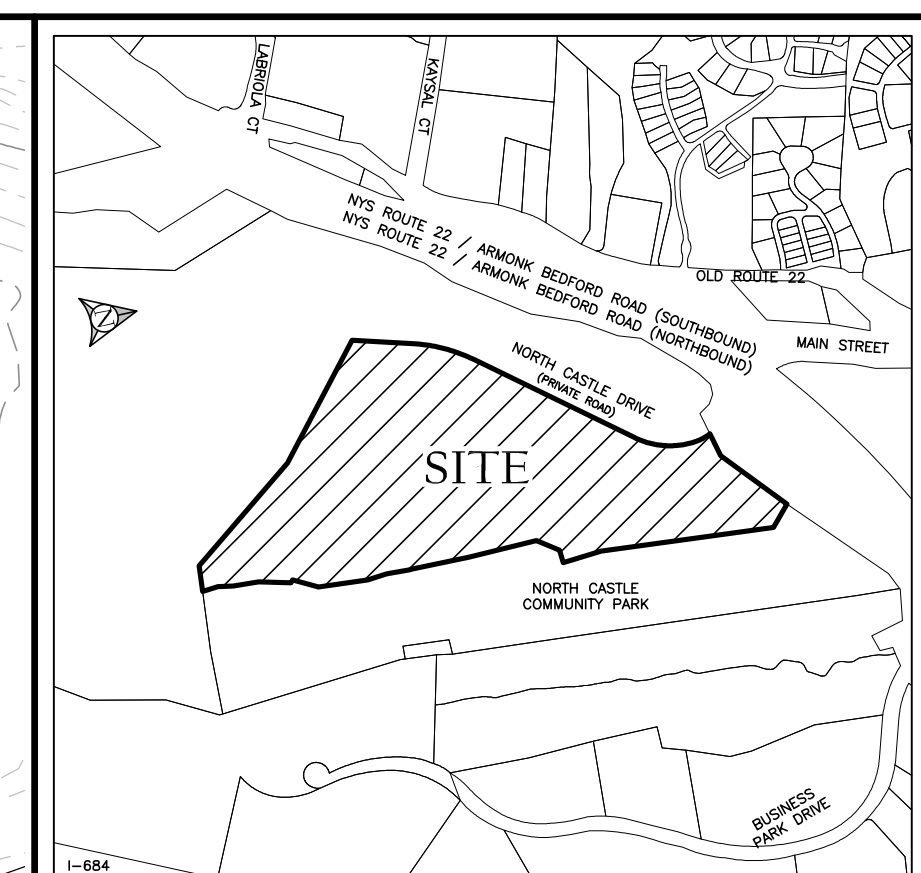 LABRIOLA CT
KAYSAL CT
NYS ROUTE 22 / ARMONK BEDFORD ROAD (SOUTHBOUND)
NYS ROUTE 22 / ARMONK BEDFORD ROAD (NORTHBOUND)
OLD ROUTE 22
MAIN STREET
N
NORTH CASTLE DRIVE
(PRIVATE ROAD)
SITE
NORTH CASTLE
COMMUNITY PARK
BUSINESS
PARK DRIVE
I-684